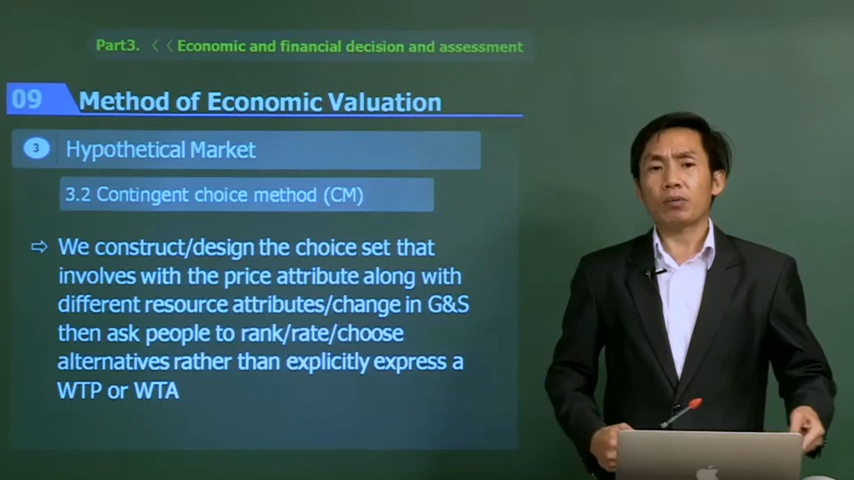 Part3. 〈〈 Economic and financial decision and assessment
09 Method of Economic Valuation
3 Hypothetical Market
3.2 Contingent choice method (CM)
⇨ We construct/design the choice set that
involves with the price attribute along with
different resource attributes/change in G&S
then ask people to rank/rate/choose
alternatives rather than explicitly express a
WTP or WTA